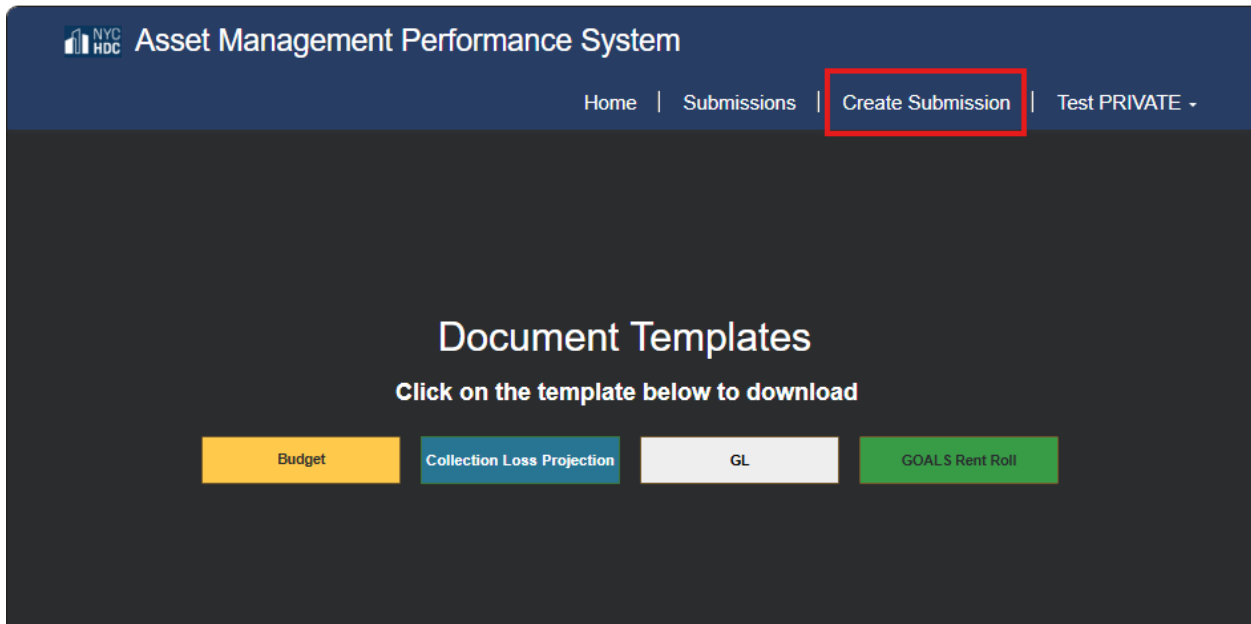 NYC HDC Asset Management Performance System
Home | Submissions | Create Submission | Test PRIVATE
Document Templates
Click on the template below to download
Budget Collection Loss Projection GL GOALS Rent Roll